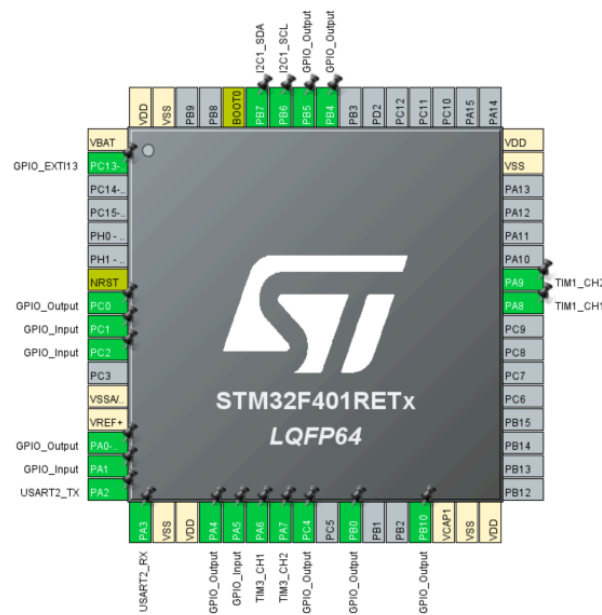 I2C1_SDA
I2C1_SCL
GPIO_Output
GPIO_Output
VDD
VSS
PB9
PB8
BOOT0
PB7
PB6
PB5
PB4
PB3
PD2
PC12
PC11
PC10
PA15
PA14
VBAT
GPIO_EXTI13 PC13-..
PC14-..
PC15-..
PH0 - ..
PH1 - ..
NRST
GPIO_Output PC0
GPIO_Input PC1
GPIO_Input PC2
PC3
VSSA/..
VREF+
GPIO_Output PA0-..
GPIO_Input PA1
USART2_TX PA2
ST
STM32F401RETx
LQFP64
VDD
VSS
PA13
PA12
PA11
PA10
PA9 TIM1_CH2
PA8 TIM1_CH1
PC9
PC8
PC7
PC6
PB15
PB14
PB13
PB12
PA3
VSS
VDD
PA4
PA5
PA6
PA7
PC4
PC5
PB0
PB1
PB2
PB10
VCAP1
VSS
VDD
USART2_RX
GPIO_Output
GPIO_Input
TIM3_CH1
TIM3_CH2
GPIO_Output
GPIO_Output
GPIO_Output